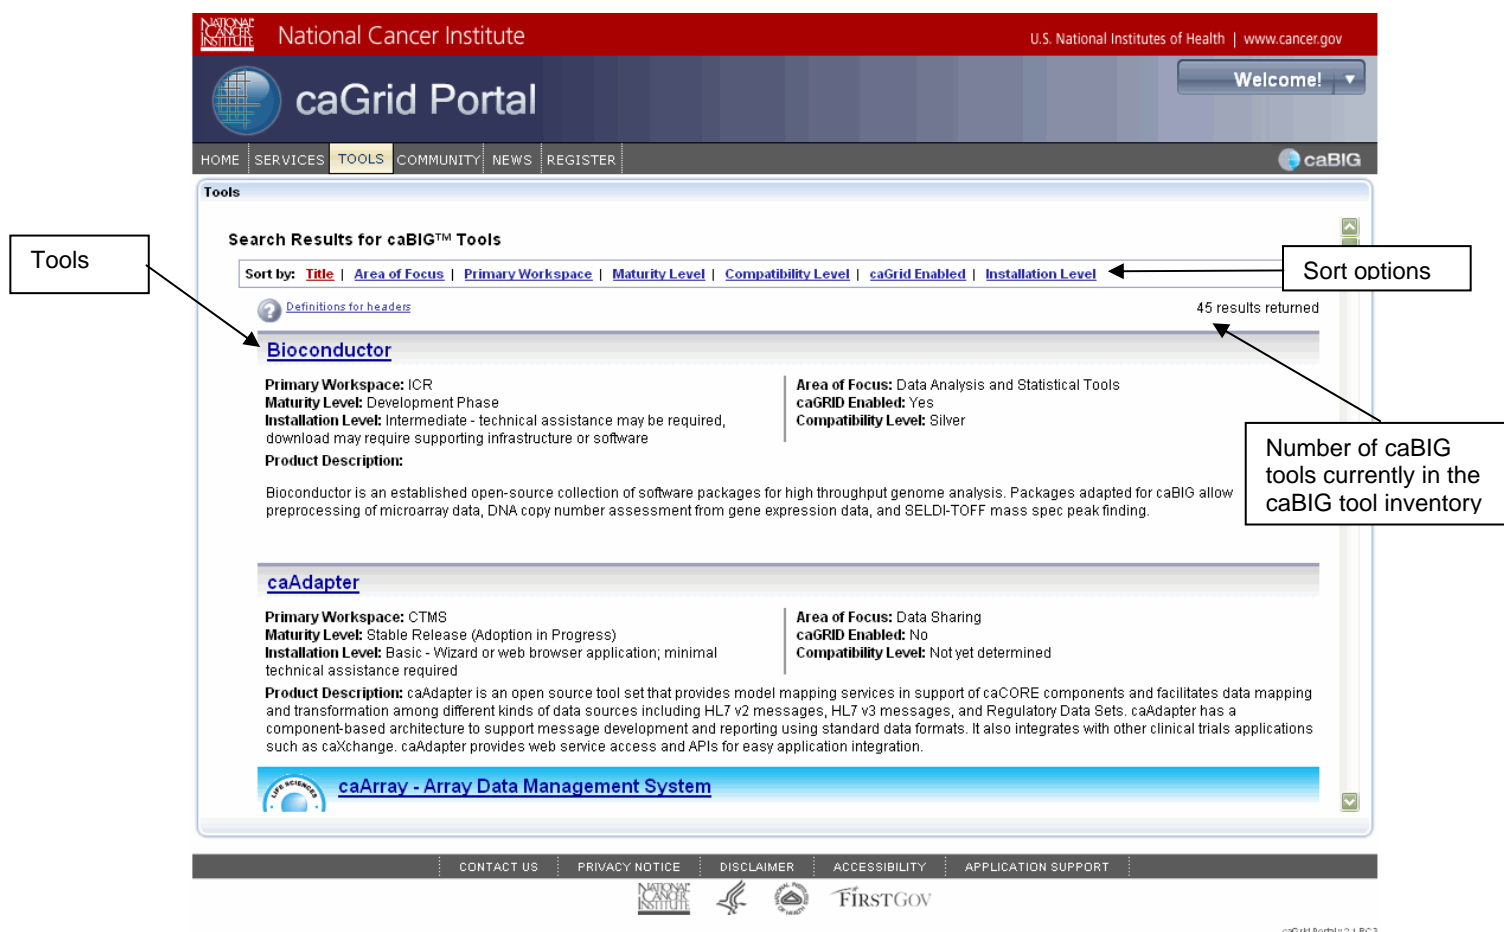 NATIONAL
CANCER
INSTITUTE
National Cancer Institute
U.S. National Institutes of Health | www.cancer.gov
caGrid Portal
Welcome!
HOME SERVICES TOOLS COMMUNITY NEWS REGISTER
caBIG
Tools
Search Results for caBIG™ Tools
Tools
Sort by: Title | Area of Focus | Primary Workspace | Maturity Level | Compatibility Level | caGrid Enabled | Installation Level
Sort options
Definitions for headers
45 results returned
Bioconductor
Primary Workspace: ICR
Maturity Level: Development Phase
Installation Level: Intermediate - technical assistance may be required,
download may require supporting infrastructure or software
Area of Focus: Data Analysis and Statistical Tools
caGRID Enabled: Yes
Compatibility Level: Silver
Product Description:
Bioconductor is an established open-source collection of software packages for high throughput genome analysis. Packages adapted for caBIG allow
preprocessing of microarray data, DNA copy number assessment from gene expression data, and SELDI-TOFF mass spec peak finding.
Number of caBIG
tools currently in the
caBIG tool inventory
caAdapter
Primary Workspace: CTMS
Maturity Level: Stable Release (Adoption in Progress)
Installation Level: Basic - Wizard or web browser application; minimal
technical assistance required
Area of Focus: Data Sharing
caGRID Enabled: No
Compatibility Level: Not yet determined
Product Description: caAdapter is an open source tool set that provides model mapping services in support of caCORE components and facilitates data mapping
and transformation among different kinds of data sources including HL7 v2 messages, HL7 v3 messages, and Regulatory Data Sets. caAdapter has a
component-based architecture to support message development and reporting using standard data formats. It also integrates with other clinical trials applications
such as caXchange. caAdapter provides web service access and APIs for easy application integration.
LIFE SCIENCES
caArray - Array Data Management System
CONTACT US PRIVACY NOTICE DISCLAIMER ACCESSIBILITY APPLICATION SUPPORT
NATIONAL
CANCER
INSTITUTE
FIRSTGOV